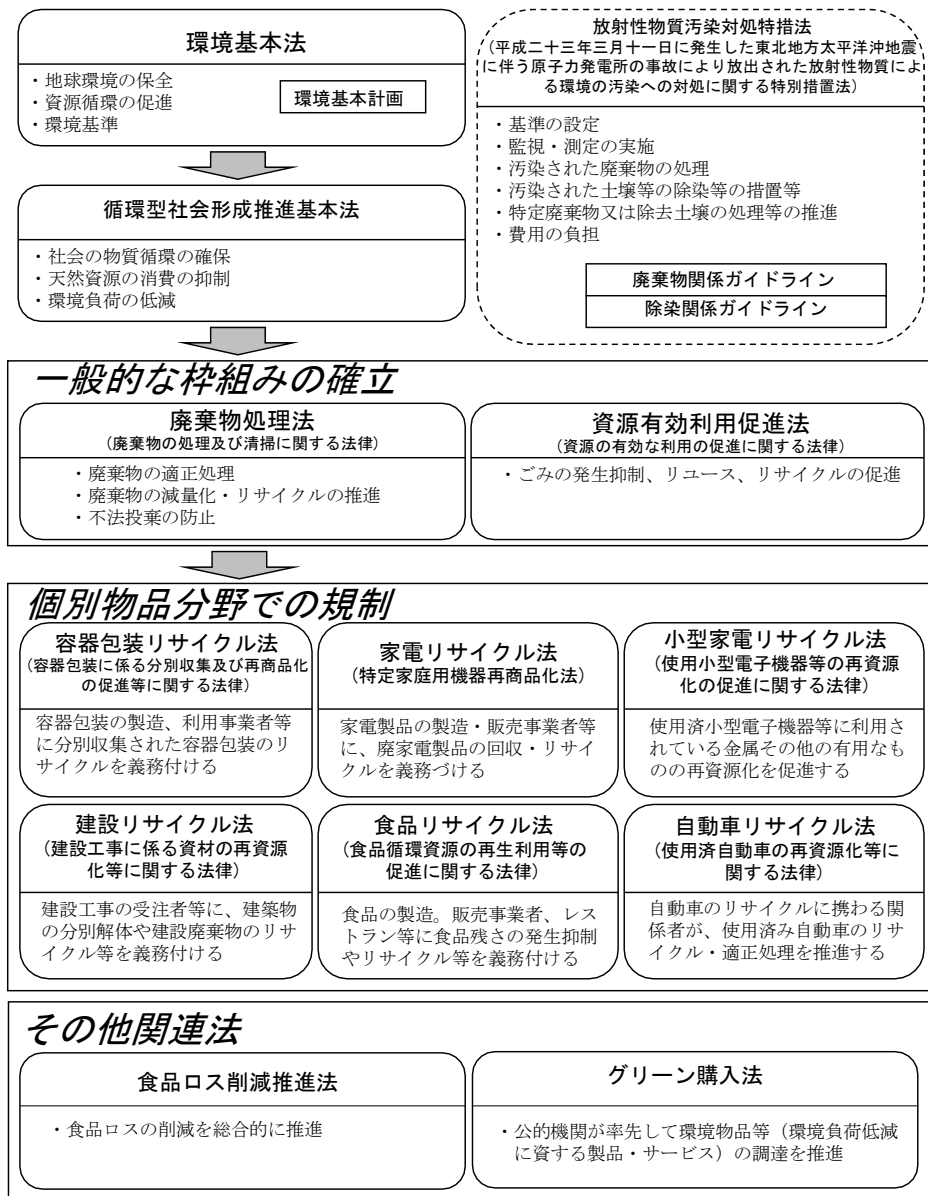 環境基本法
・地球環境の保全
・資源循環の促進
・環境基準
環境基本計画
放射性物質汚染対処特措法
(平成二十三年三月十一日に発生した東北地方太平洋沖地震
に伴う原子力発電所の事故により放出された放射性物質によ
る環境の汚染への対処に関する特別措置法)
・基準の設定
・監視・測定の実施
・汚染された廃棄物の処理
・汚染された土壌等の除染等の措置等
・特定廃棄物又は除去土壌の処理等の推進
・費用の負担
廃棄物関係ガイドライン
除染関係ガイドライン
循環型社会形成推進基本法
・社会の物質循環の確保
・天然資源の消費の抑制
・環境負荷の低減
一般的な枠組みの確立
廃棄物処理法
(廃棄物の処理及び清掃に関する法律)
・廃棄物の適正処理
・廃棄物の減量化・リサイクルの推進
・不法投棄の防止
資源有効利用促進法
(資源の有効な利用の促進に関する法律)
・ごみの発生抑制、リユース、リサイクルの促進
個別物品分野での規制
容器包装リサイクル法
(容器包装に係る分別収集及び再商品化
の促進等に関する法律)
容器包装の製造、利用事業者等
に分別収集された容器包装のリ
サイクルを義務付ける
家電リサイクル法
(特定家庭用機器再商品化法)
家電製品の製造・販売事業者等
に、廃家電製品の回収・リサイ
クルを義務づける
小型家電リサイクル法
(使用小型電子機器等の再資源
化の促進に関する法律)
使用済小型電子機器等に利用さ
れている金属その他の有用なも
のの再資源化を促進する
建設リサイクル法
(建設工事に係る資材の再資源
化等に関する法律)
建設工事の受注者等に、建築物
の分別解体や建設廃棄物のリサ
イクル等を義務付ける
食品リサイクル法
(食品循環資源の再生利用等の
促進に関する法律)
食品の製造。販売事業者、レス
トラン等に食品残さの発生抑制
やリサイクル等を義務付ける
自動車リサイクル法
(使用済自動車の再資源化等に
関する法律)
自動車のリサイクルに携わる関
係者が、使用済み自動車のリサ
イクル・適正処理を推進する
その他関連法
食品ロス削減推進法
・食品ロスの削減を総合的に推進
グリーン購入法
・公的機関が率先して環境物品等（環境負荷低減
に資する製品・サービス）の調達を推進